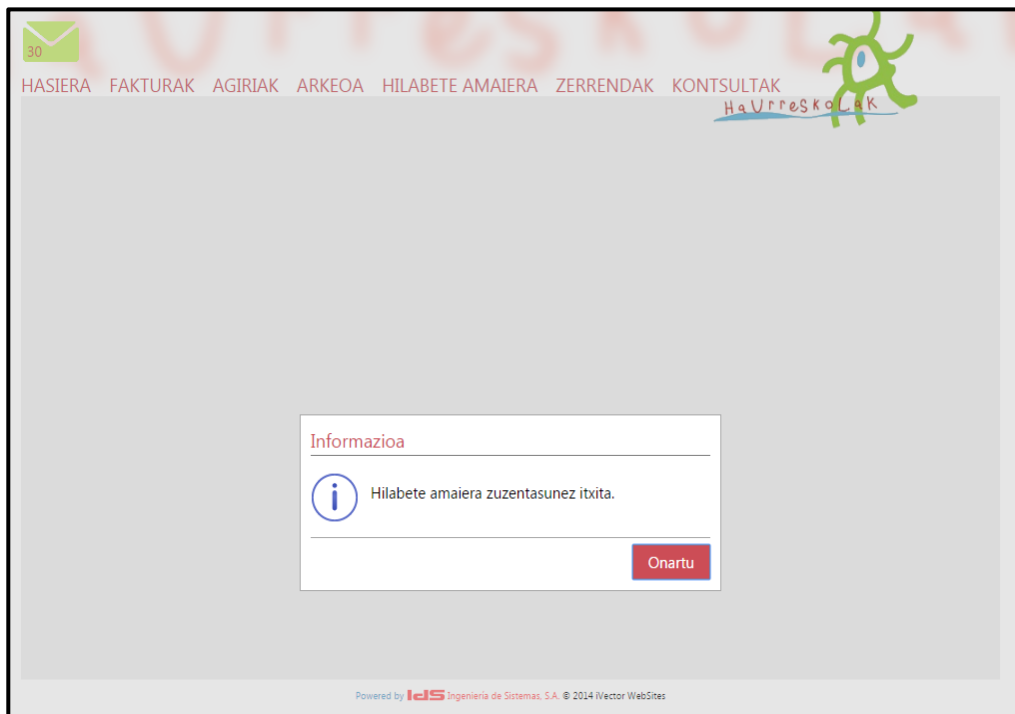 HaUrreskoLak
30
HASIERA FAKTURAK AGIRIAK ARKEOA HILABETE AMAIERA ZERRENDAK KONTSULTAK
HaUrreskoLaK
Informazioa
Hilabete amaiera zuzentasunez itxita.
Onartu
Powered by IdS Ingeniería de Sistemas, S.A. © 2014 iVector WebSites